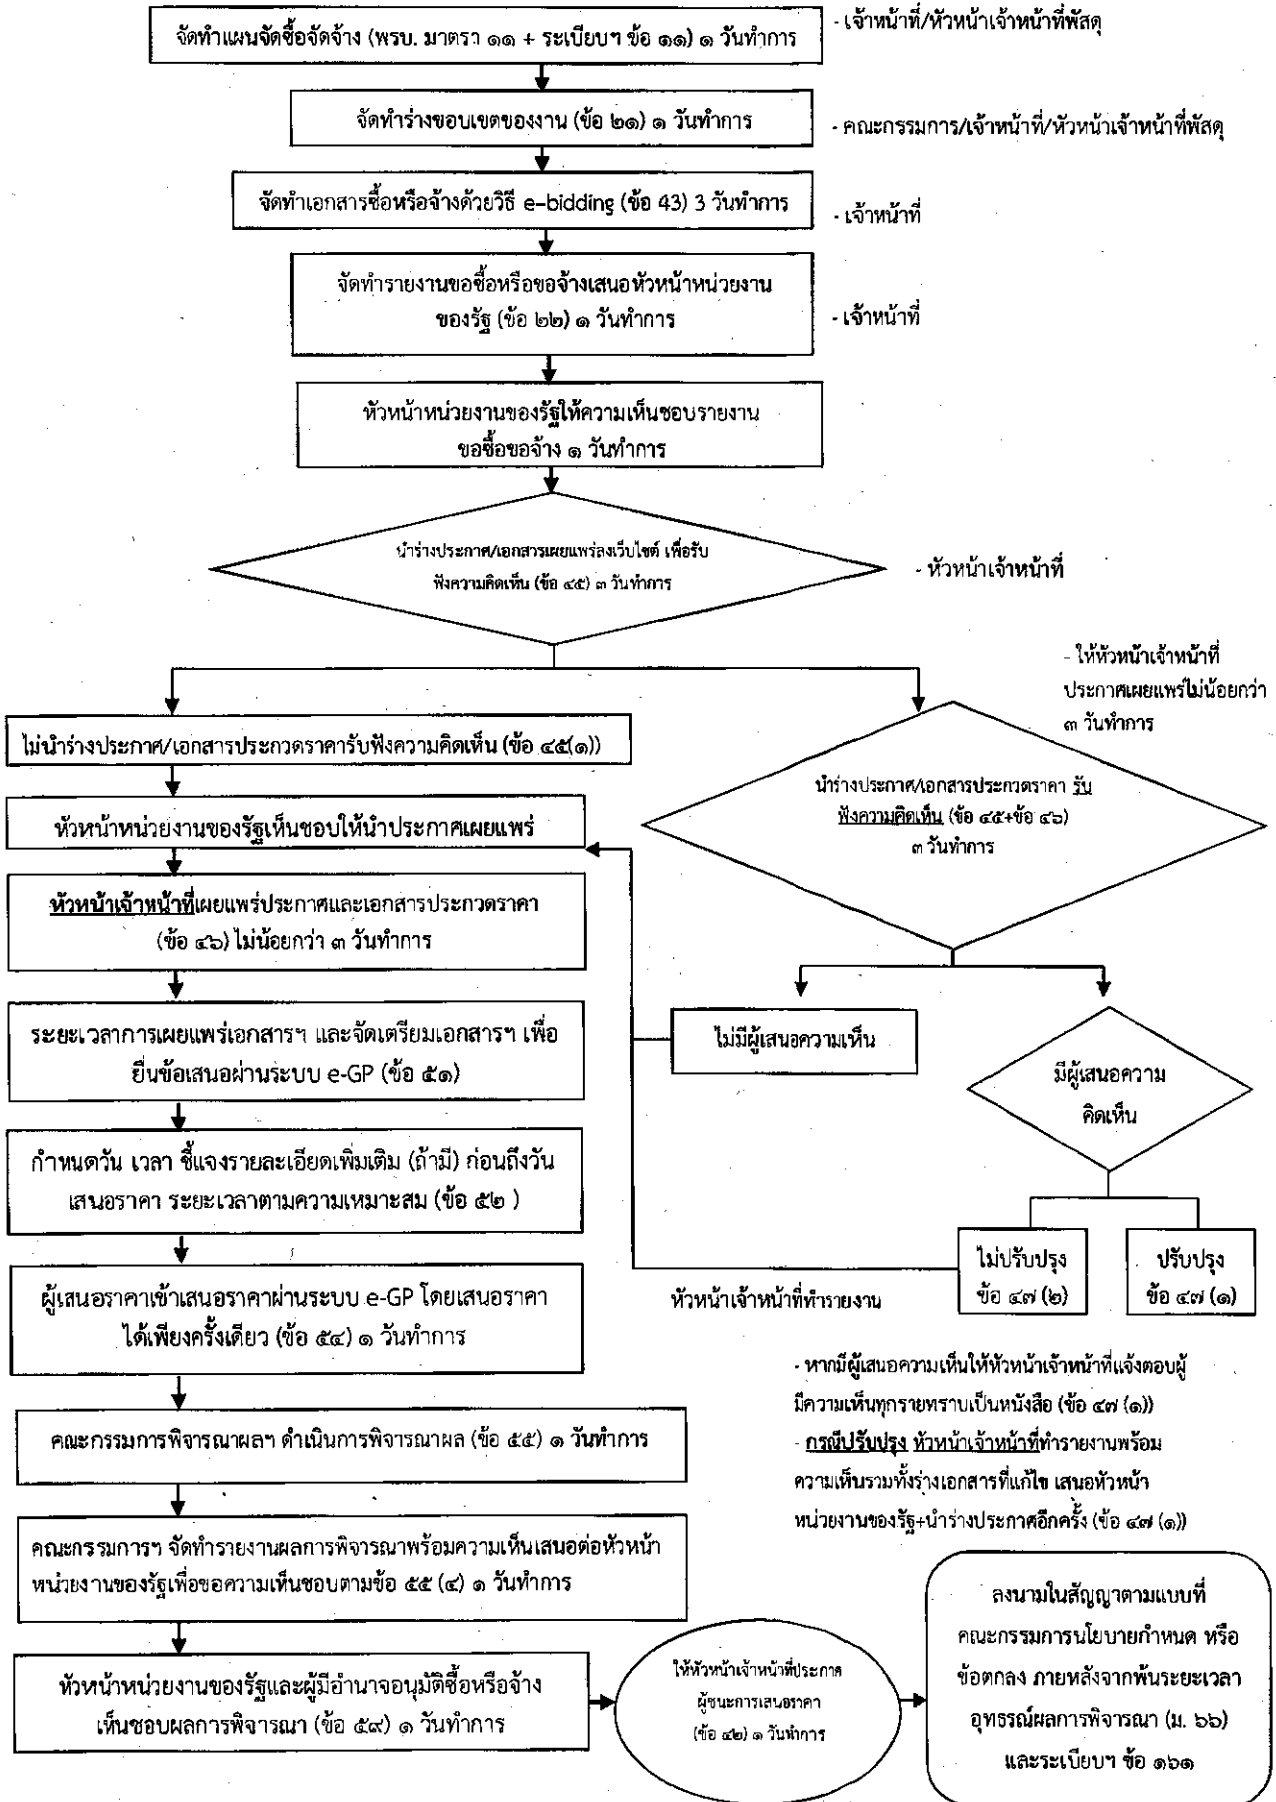 จัดทำแผนจัดซื้อจัดจ้าง (พรบ. มาตรา ๑๑ + ระเบียบฯ ข้อ ๑๑) ๑ วันทำการ
- เจ้าหน้าที่/หัวหน้าเจ้าหน้าที่พัสดุ
จัดทำร่างขอบเขตของงาน (ข้อ ๒๑) ๑ วันทำการ
- คณะกรรมการ/เจ้าหน้าที่/หัวหน้าเจ้าหน้าที่พัสดุ
จัดทำเอกสารซื้อหรือจ้างด้วยวิธี e-bidding (ข้อ 43) 3 วันทำการ
- เจ้าหน้าที่
จัดทำรายงานขอซื้อหรือขอจ้างเสนอหัวหน้าหน่วยงาน
ของรัฐ (ข้อ ๒๒) ๑ วันทำการ
- เจ้าหน้าที่
หัวหน้าหน่วยงานของรัฐให้ความเห็นชอบรายงาน
ขอซื้อขอจ้าง ๑ วันทำการ
นำร่างประกาศ/เอกสารเผยแพร่ลงเว็บไซต์ เพื่อรับ
ฟังความคิดเห็น (ข้อ ๔๕) ๓ วันทำการ
- หัวหน้าเจ้าหน้าที่
- ให้หัวหน้าเจ้าหน้าที่
ประกาศเผยแพร่ไม่น้อยกว่า
๓ วันทำการ
ไม่นำร่างประกาศ/เอกสารประกวดราคารับฟังความคิดเห็น (ข้อ ๔๕(๑))
นำร่างประกาศ/เอกสารประกวดราคา รับ
ฟังความคิดเห็น (ข้อ ๔๕+ข้อ ๔๖)
๓ วันทำการ
หัวหน้าหน่วยงานของรัฐเห็นชอบให้นำประกาศเผยแพร่
หัวหน้าเจ้าหน้าที่เผยแพร่ประกาศและเอกสารประกวดราคา
(ข้อ ๔๖) ไม่น้อยกว่า ๓ วันทำการ
ระยะเวลาการเผยแพร่เอกสารฯ และจัดเตรียมเอกสารฯ เพื่อ
ยื่นข้อเสนอผ่านระบบ e-GP (ข้อ ๕๑)
ไม่มีผู้เสนอความเห็น
มีผู้เสนอความ
คิดเห็น
กำหนดวัน เวลา ชี้แจงรายละเอียดเพิ่มเติม (ถ้ามี) ก่อนถึงวัน
เสนอราคา ระยะเวลาตามความเหมาะสม (ข้อ ๕๒ )
ไม่ปรับปรุง
ข้อ ๔๗ (๒)
ปรับปรุง
ข้อ ๔๗ (๑)
หัวหน้าเจ้าหน้าที่ทำรายงาน
ผู้เสนอราคาเข้าเสนอราคาผ่านระบบ e-GP โดยเสนอราคา
ได้เพียงครั้งเดียว (ข้อ ๕๔) ๑ วันทำการ
- หากมีผู้เสนอความเห็นให้หัวหน้าเจ้าหน้าที่แจ้งตอบผู้
มีความเห็นทุกรายทราบเป็นหนังสือ (ข้อ ๔๗ (๑))
- กรณีปรับปรุง หัวหน้าเจ้าหน้าที่ทำรายงานพร้อม
ความเห็นรวมทั้งร่างเอกสารที่แก้ไข เสนอหัวหน้า
หน่วยงานของรัฐ+นำร่างประกาศอีกครั้ง (ข้อ ๔๗ (๑))
คณะกรรมการพิจารณาผลฯ ดำเนินการพิจารณาผล (ข้อ ๕๕) ๑ วันทำการ
คณะกรรมการฯ จัดทำรายงานผลการพิจารณาพร้อมความเห็นเสนอต่อหัวหน้า
หน่วยงานของรัฐเพื่อขอความเห็นชอบตามข้อ ๕๕ (๔) ๑ วันทำการ
หัวหน้าหน่วยงานของรัฐและผู้มีอำนาจอนุมัติซื้อหรือจ้าง
เห็นชอบผลการพิจารณา (ข้อ ๕๙) ๑ วันทำการ
ให้หัวหน้าเจ้าหน้าที่ประกาศ
ผู้ชนะการเสนอราคา
(ข้อ ๔๒) ๑ วันทำการ
ลงนามในสัญญาตามแบบที่
คณะกรรมการนโยบายกำหนด หรือ
ข้อตกลง ภายหลังจากพ้นระยะเวลา
อุทธรณ์ผลการพิจารณา (ม. ๖๖)
และระเบียบฯ ข้อ ๑๖๑